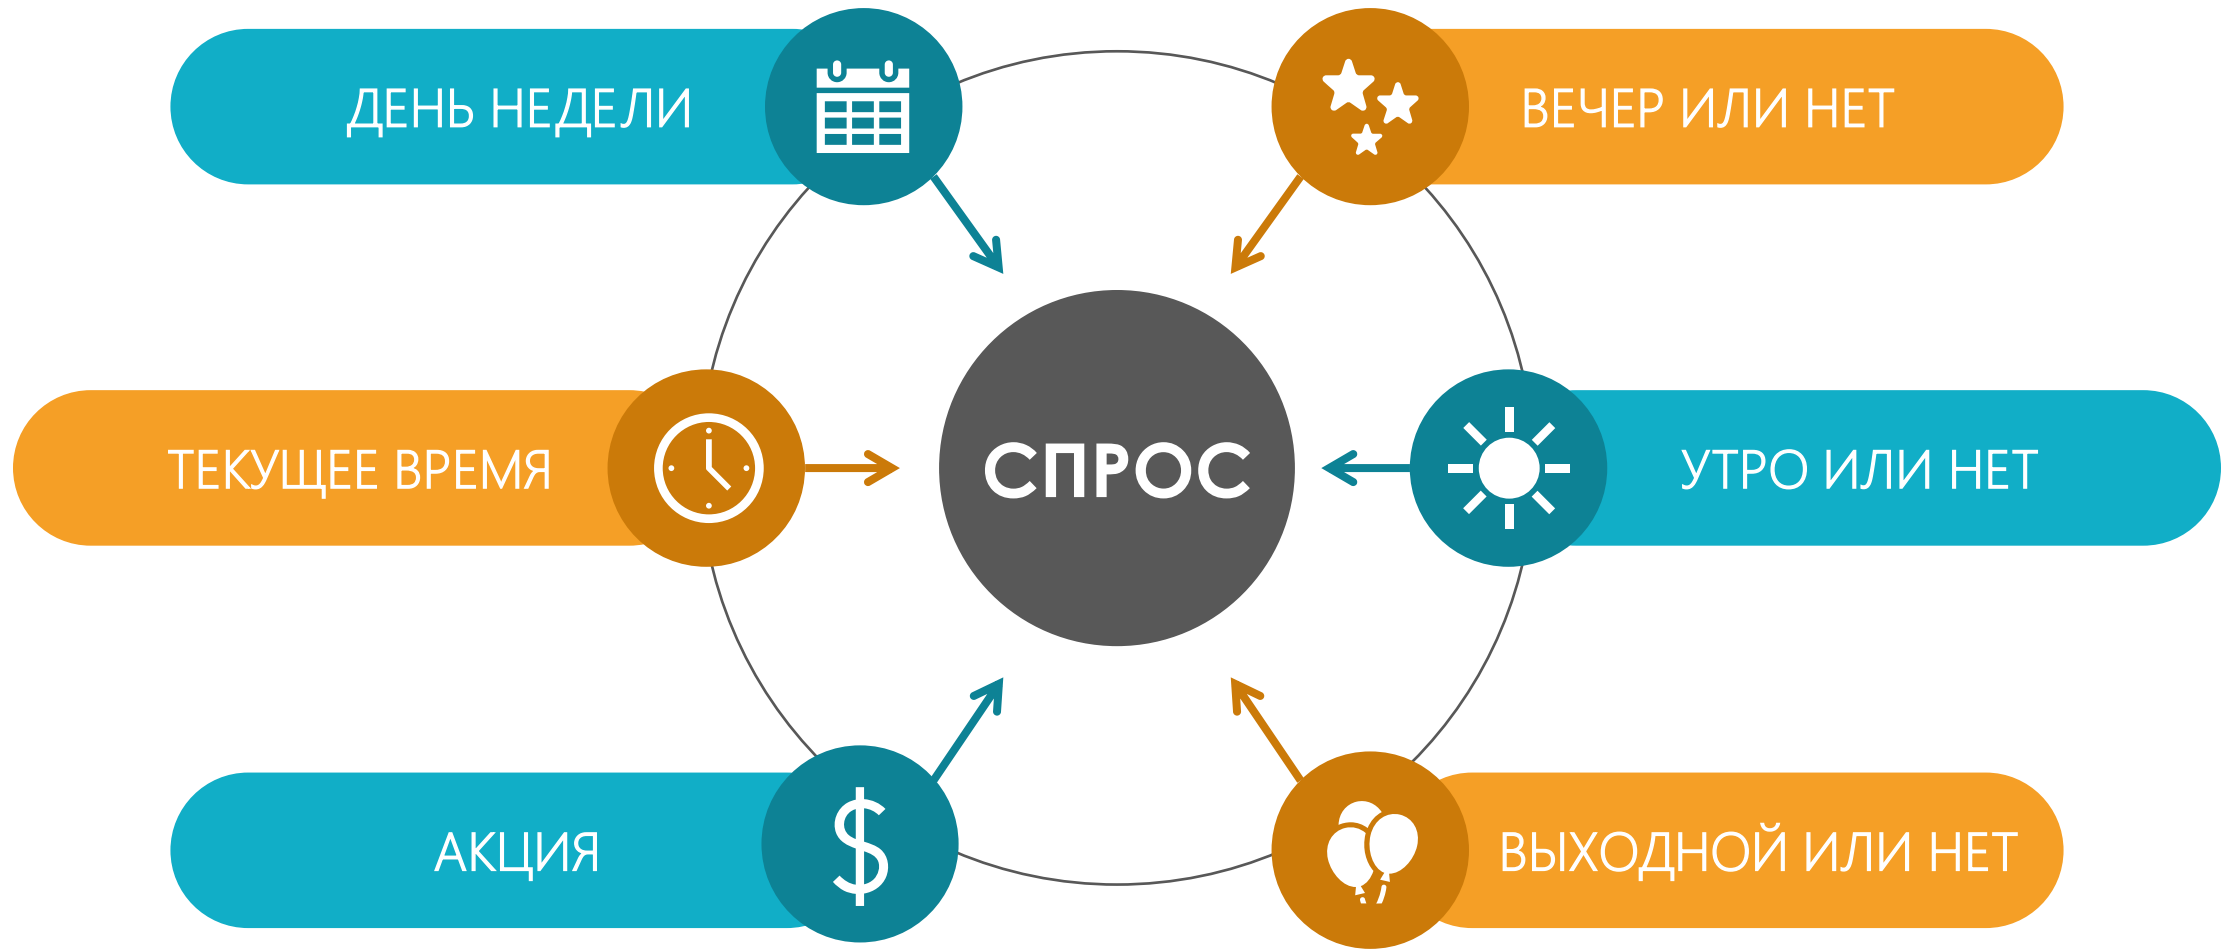 ДЕНЬ НЕДЕЛИ
ВЕЧЕР ИЛИ НЕТ
ТЕКУЩЕЕ ВРЕМЯ
СПРОС
УТРО ИЛИ НЕТ
АКЦИЯ
ВЫХОДНОЙ ИЛИ НЕТ